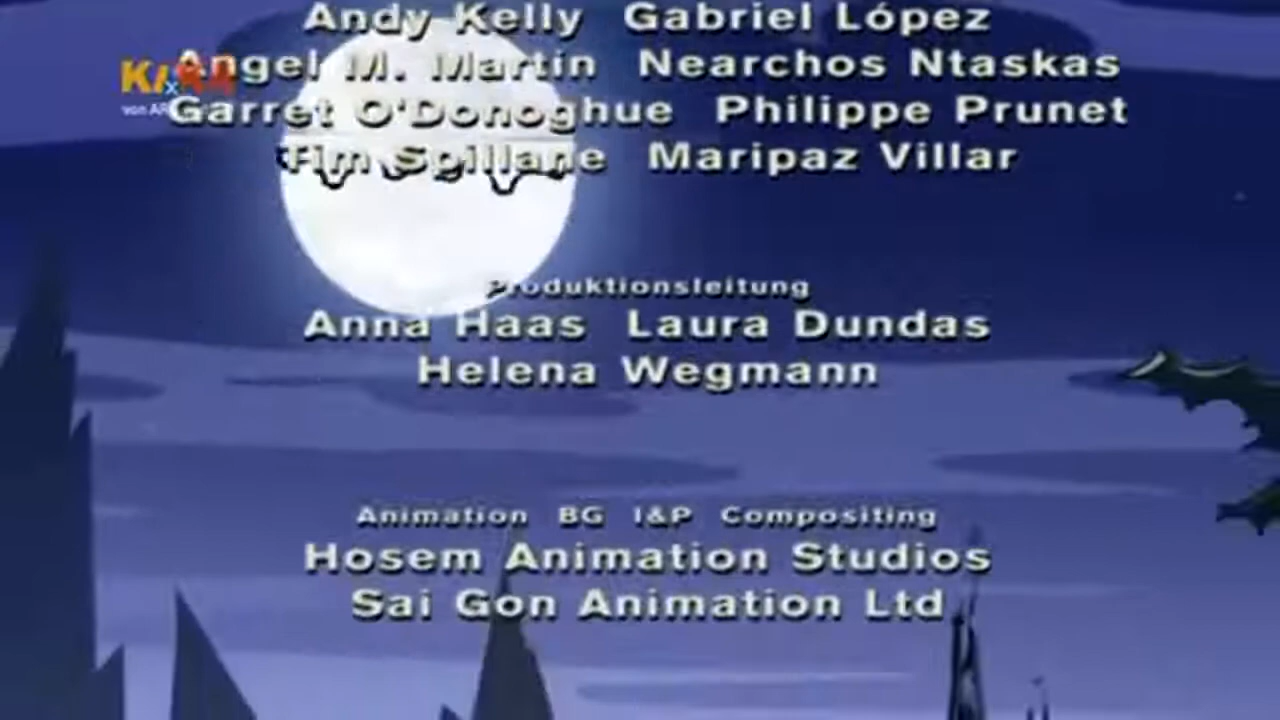 Andy Kelly Gabriel López
Angel M. Martin Nearchos Ntaskas
Garret O'Donoghue Philippe Prunet
Tim Spillane Maripaz Villar
Produktionsleitung
Anna Haas Laura Dundas
Helena Wegmann
Animation BG I&P Compositing
Hosem Animation Studios
Sai Gon Animation Ltd